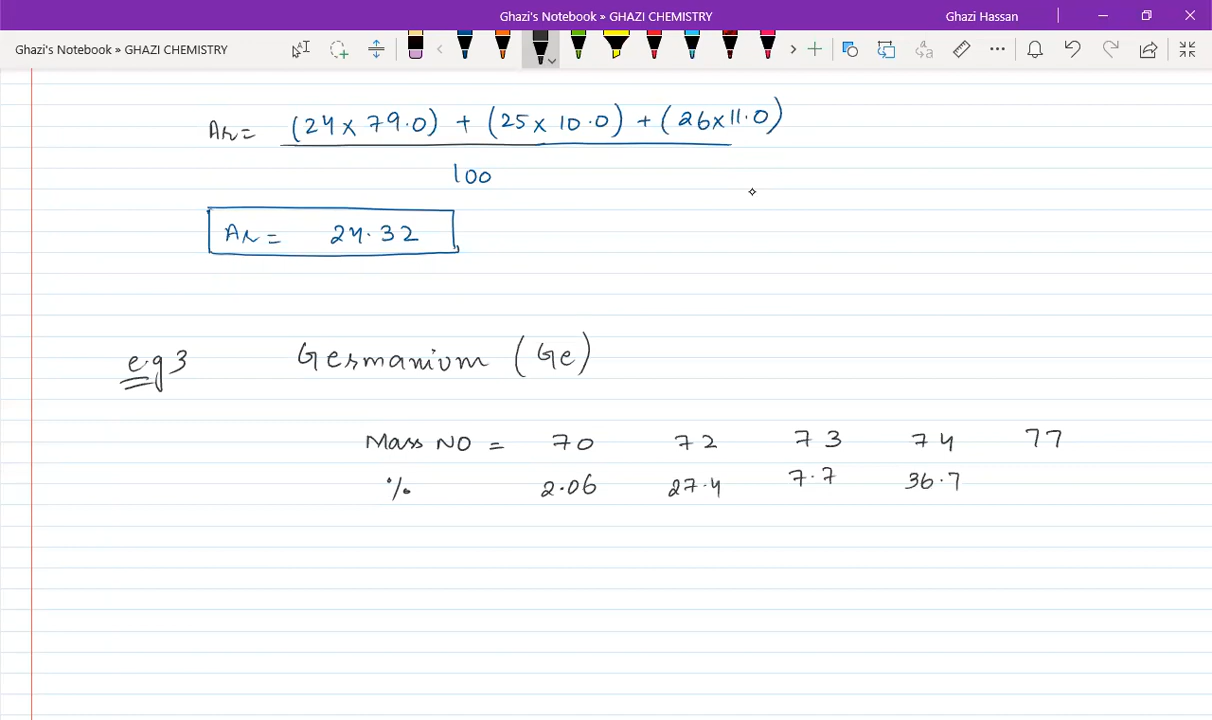 Ghazi's Notebook » GHAZI CHEMISTRY
Ghazi Hassan
Ghazi's Notebook » GHAZI CHEMISTRY
Ar = (24 x 79.0) + (25 x 10.0) + (26 x 11.0)
100
Ar = 24.32
e.g 3 Germanium (Ge)
Mass NO = 70 72 73 74 77
% 2.06 27.4 7.7 36.7